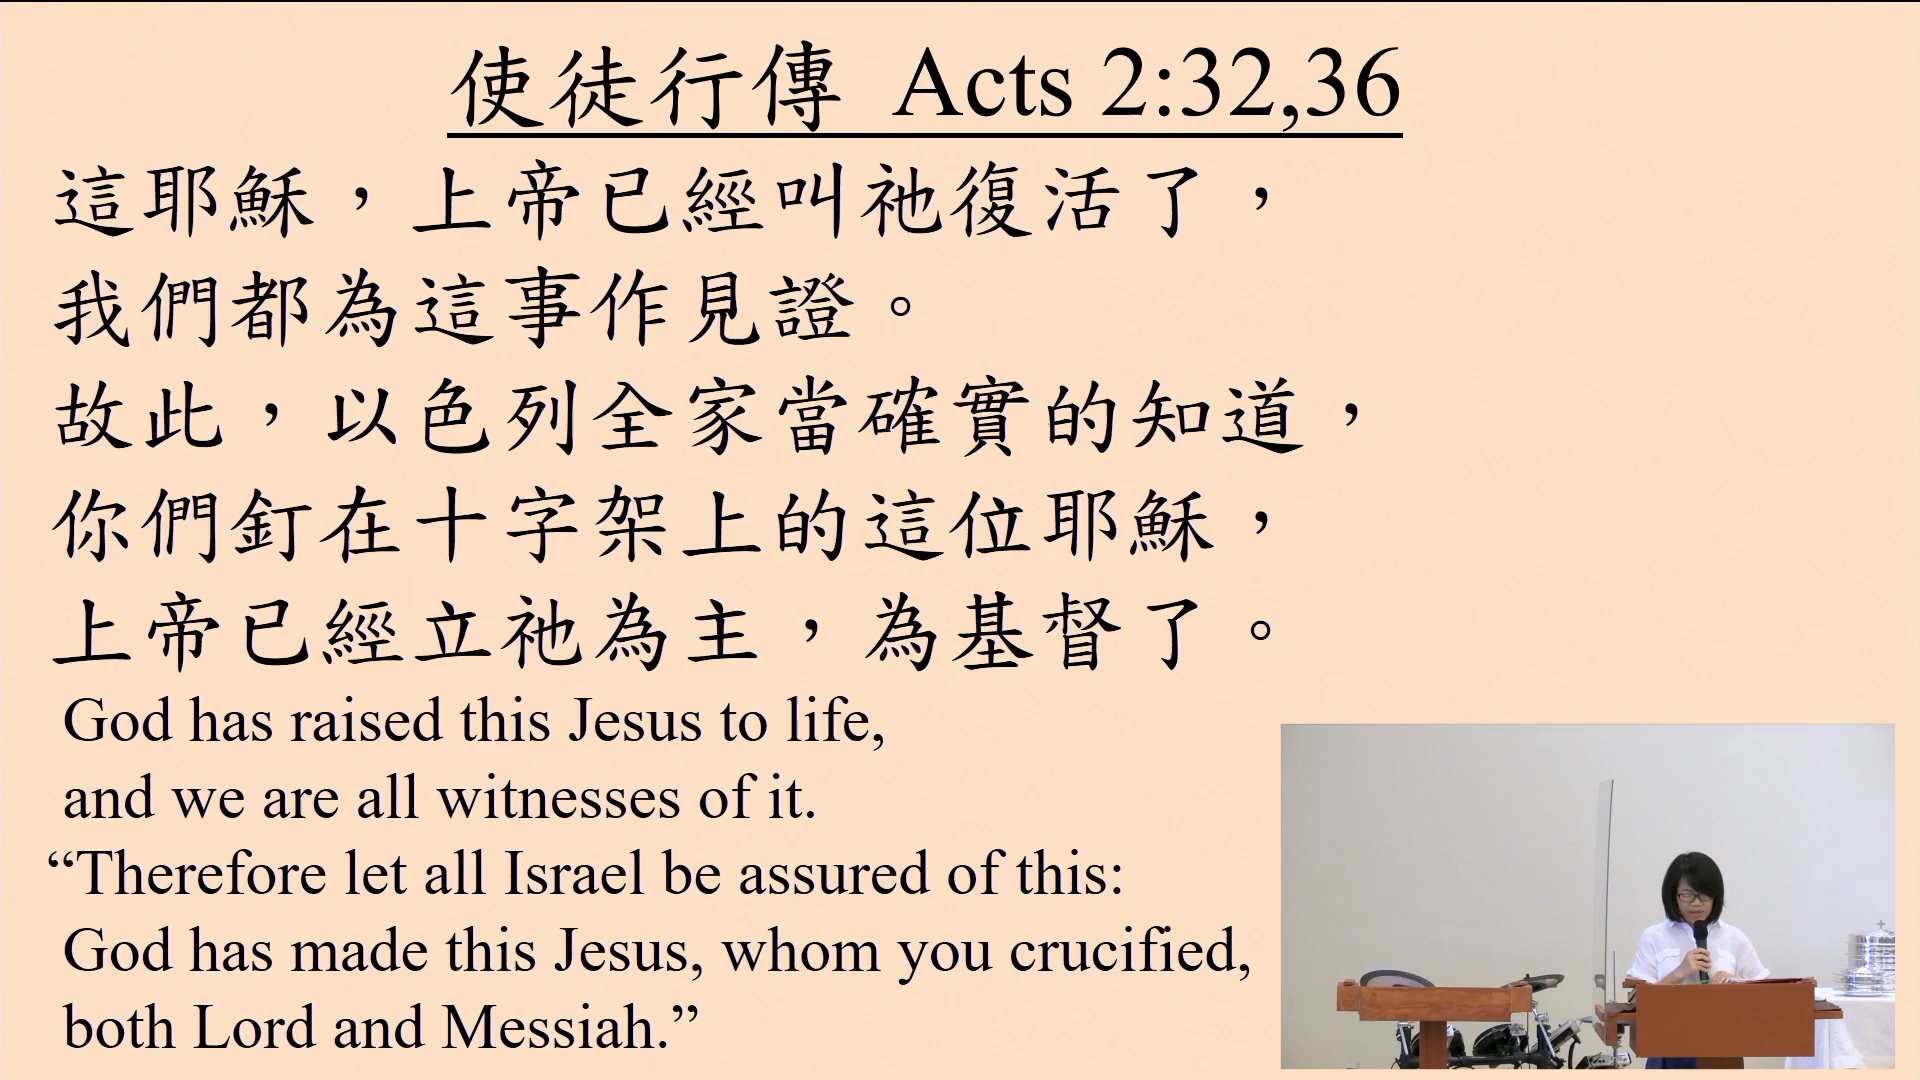 使徒行傳 Acts 2:32,36
這耶穌，上帝已經叫祂復活了，
我們都為這事作見證。
故此，以色列全家當確實的知道，
你們釘在十字架上的這位耶穌，
上帝已經立祂為主，為基督了。
God has raised this Jesus to life,
and we are all witnesses of it.
“Therefore let all Israel be assured of this:
God has made this Jesus, whom you crucified,
both Lord and Messiah.”